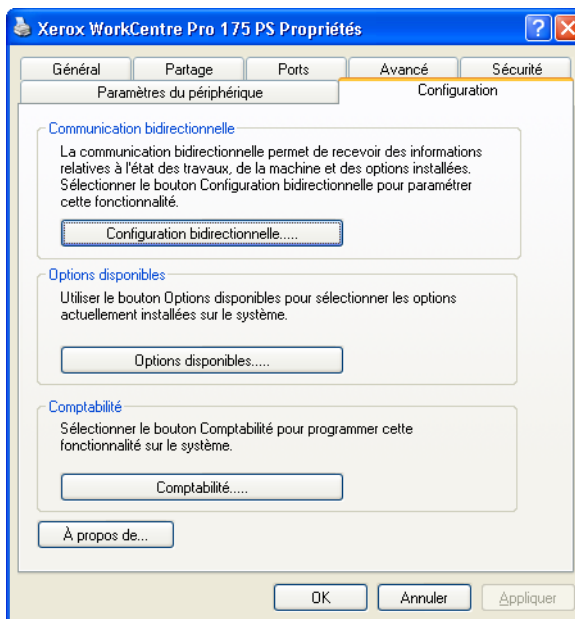 Xerox WorkCentre Pro 175 PS Propriétés
Général Partage Ports Avancé Sécurité
Paramètres du périphérique Configuration
Communication bidirectionnelle
La communication bidirectionnelle permet de recevoir des informations
relatives à l'état des travaux, de la machine et des options installées.
Sélectionner le bouton Configuration bidirectionnelle pour paramétrer
cette fonctionnalité.
Configuration bidirectionnelle.....
Options disponibles
Utiliser le bouton Options disponibles pour sélectionner les options
actuellement installées sur le système.
Options disponibles.....
Comptabilité
Sélectionner le bouton Comptabilité pour programmer cette
fonctionnalité sur le système.
Comptabilité.....
À propos de...
OK Annuler Appliquer